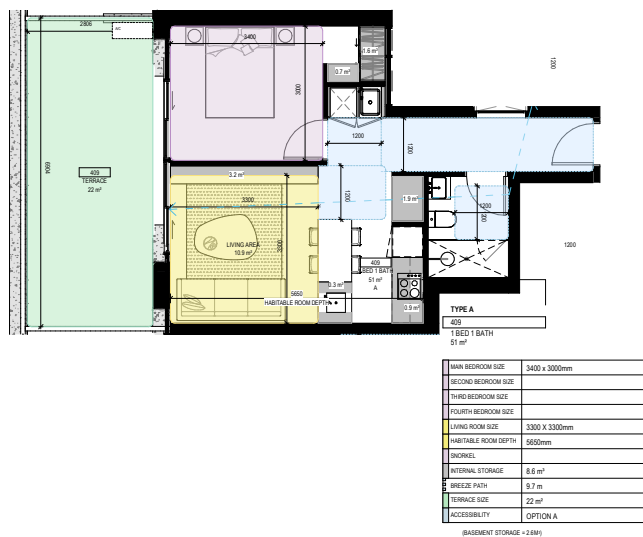 2806
A/C
3400
1.6 m²
0.7 m²
3000
1200
1200
1200
409
TERRACE
22 m²
6904
3.2 m²
3300
1200
1.9 m²
1200
1200
1200
LIVING AREA
10.9 m²
3300
409
1 BED 1 BATH
51 m²
A
5650
HABITABLE ROOM DEPTH
0.3 m²
0.9 m²
TYPE A
409
1 BED 1 BATH
51 m²
MAIN BEDROOM SIZE 3400 x 3000mm
SECOND BEDROOM SIZE
THIRD BEDROOM SIZE
FOURTH BEDROOM SIZE
LIVING ROOM SIZE 3300 X 3300mm
HABITABLE ROOM DEPTH 5650mm
SNORKEL
INTERNAL STORAGE 8.6 m²
BREEZE PATH 9.7 m
TERRACE SIZE 22 m²
ACCESSIBILITY OPTION A
(BASEMENT STORAGE = 2.6M³)